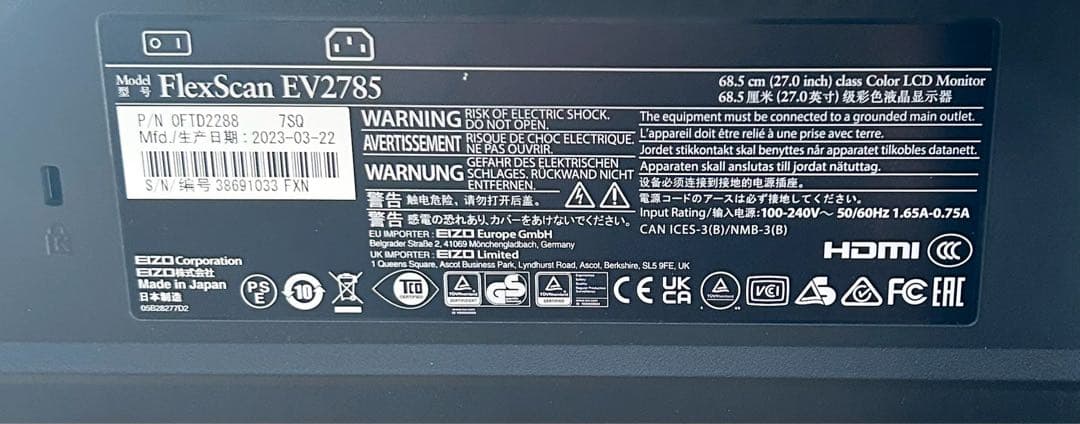 Model FlexScan EV2785
型 号
68.5 cm (27.0 inch) class Color LCD Monitor
68.5 厘米 (27.0英寸) 级彩色液晶显示器
P/N 0FTD2288 7SQ
Mfd./生产日期：2023-03-22
S/N/编号 38691033 FXN
WARNING RISK OF ELECTRIC SHOCK. DO NOT OPEN.
AVERTISSEMENT RISQUE DE CHOC ELECTRIQUE. NE PAS OUVRIR.
WARNUNG GEFAHR DES ELEKTRISCHEN SCHLAGES. RÜCKWAND NICHT ENTFERNEN.
警告 触电危险，请勿打开后盖。
警告 感電の恐れあり、カバーをあけないでください。
EU IMPORTER : EIZO Europe GmbH
Belgrader Straße 2, 41069 Mönchengladbach, Germany
UK IMPORTER : EIZO Limited
1 Queens Square, Ascot Business Park, Lyndhurst Road, Ascot, Berkshire, SL5 9FE, UK
The equipment must be connected to a grounded main outlet.
L'appareil doit être relié à une prise avec terre.
Jordet stikkontakt skal benyttes når apparatet tilkobles datanett.
Apparaten skall anslutas till jordat nätuttag.
设备必须连接到接地的电源插座。
電源コードのアースは必ず接地してください。
Input Rating/输入电源:100-240V～ 50/60Hz 1.65A-0.75A
CAN ICES-3(B)/NMB-3(B)
HDMI CCC
EIZO Corporation
EIZO株式会社
Made in Japan
日本制造
05B28277D2
PS E
10
TCO
GS
CE
UK CA
VCCI
FC
EAC